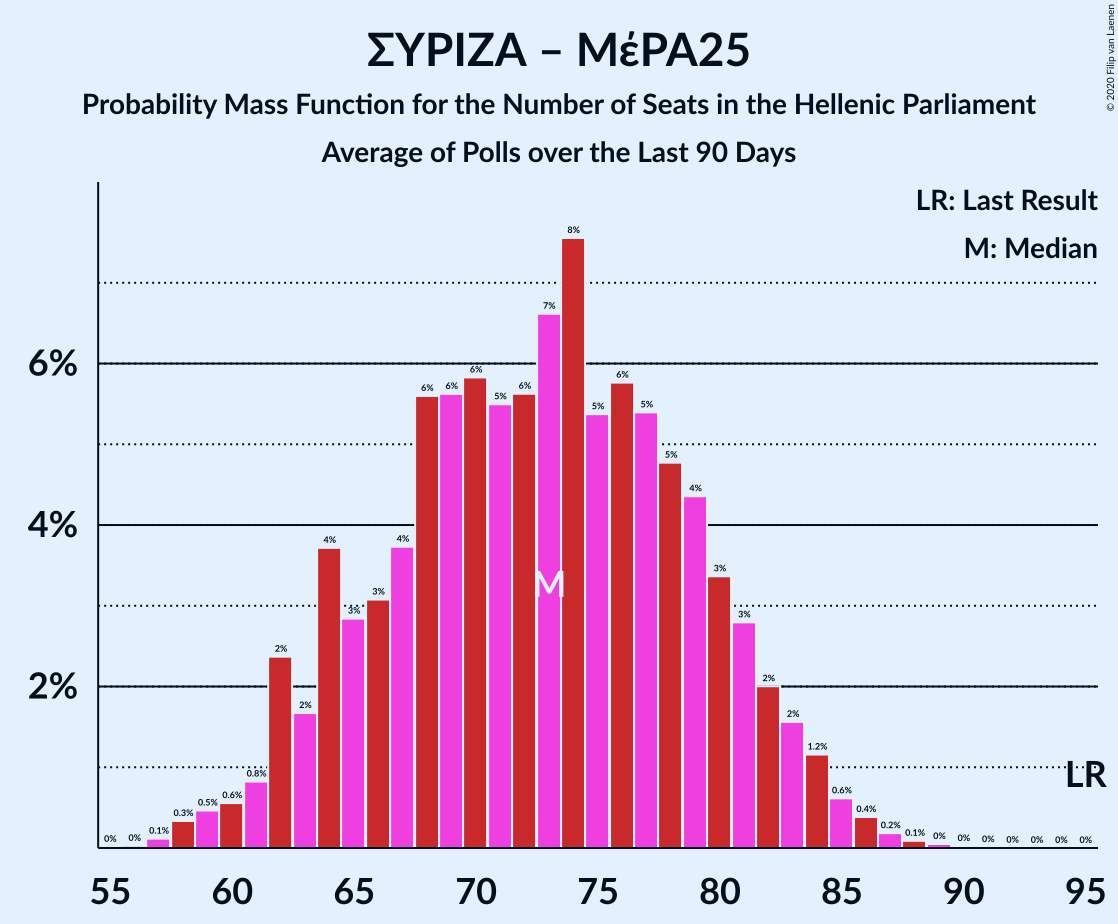 ΣΥΡΙΖΑ – ΜέΡΑ25
Probability Mass Function for the Number of Seats in the Hellenic Parliament
Average of Polls over the Last 90 Days
© 2020 Filip van Laenen
LR: Last Result
M: Median
6%
4%
2%
0% 0% 0.1% 0.3% 0.5% 0.6% 0.8% 2% 2% 4% 3% 3% 4% 6% 6% 6% 5% 6% 7% 8% 5% 6% 5% 5% 4% 3% 3% 2% 2% 1.2% 0.6% 0.4% 0.2% 0.1% 0% 0% 0% 0% 0% 0% 0%
M
LR
55 60 65 70 75 80 85 90 95